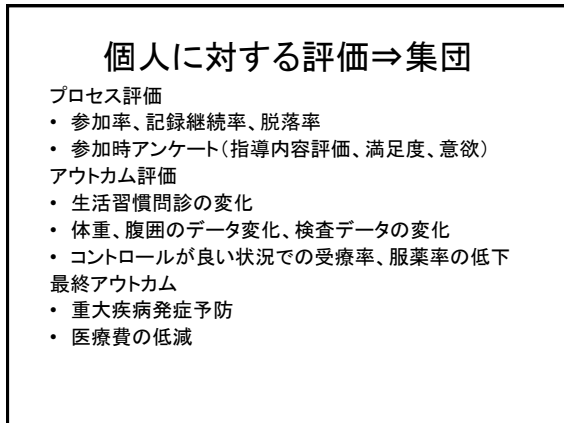 個人に対する評価⇒集団
プロセス評価
• 参加率、記録継続率、脱落率
• 参加時アンケート(指導内容評価、満足度、意欲)
アウトカム評価
• 生活習慣問診の変化
• 体重、腹囲のデータ変化、検査データの変化
• コントロールが良い状況での受療率、服薬率の低下
最終アウトカム
• 重大疾病発症予防
• 医療費の低減